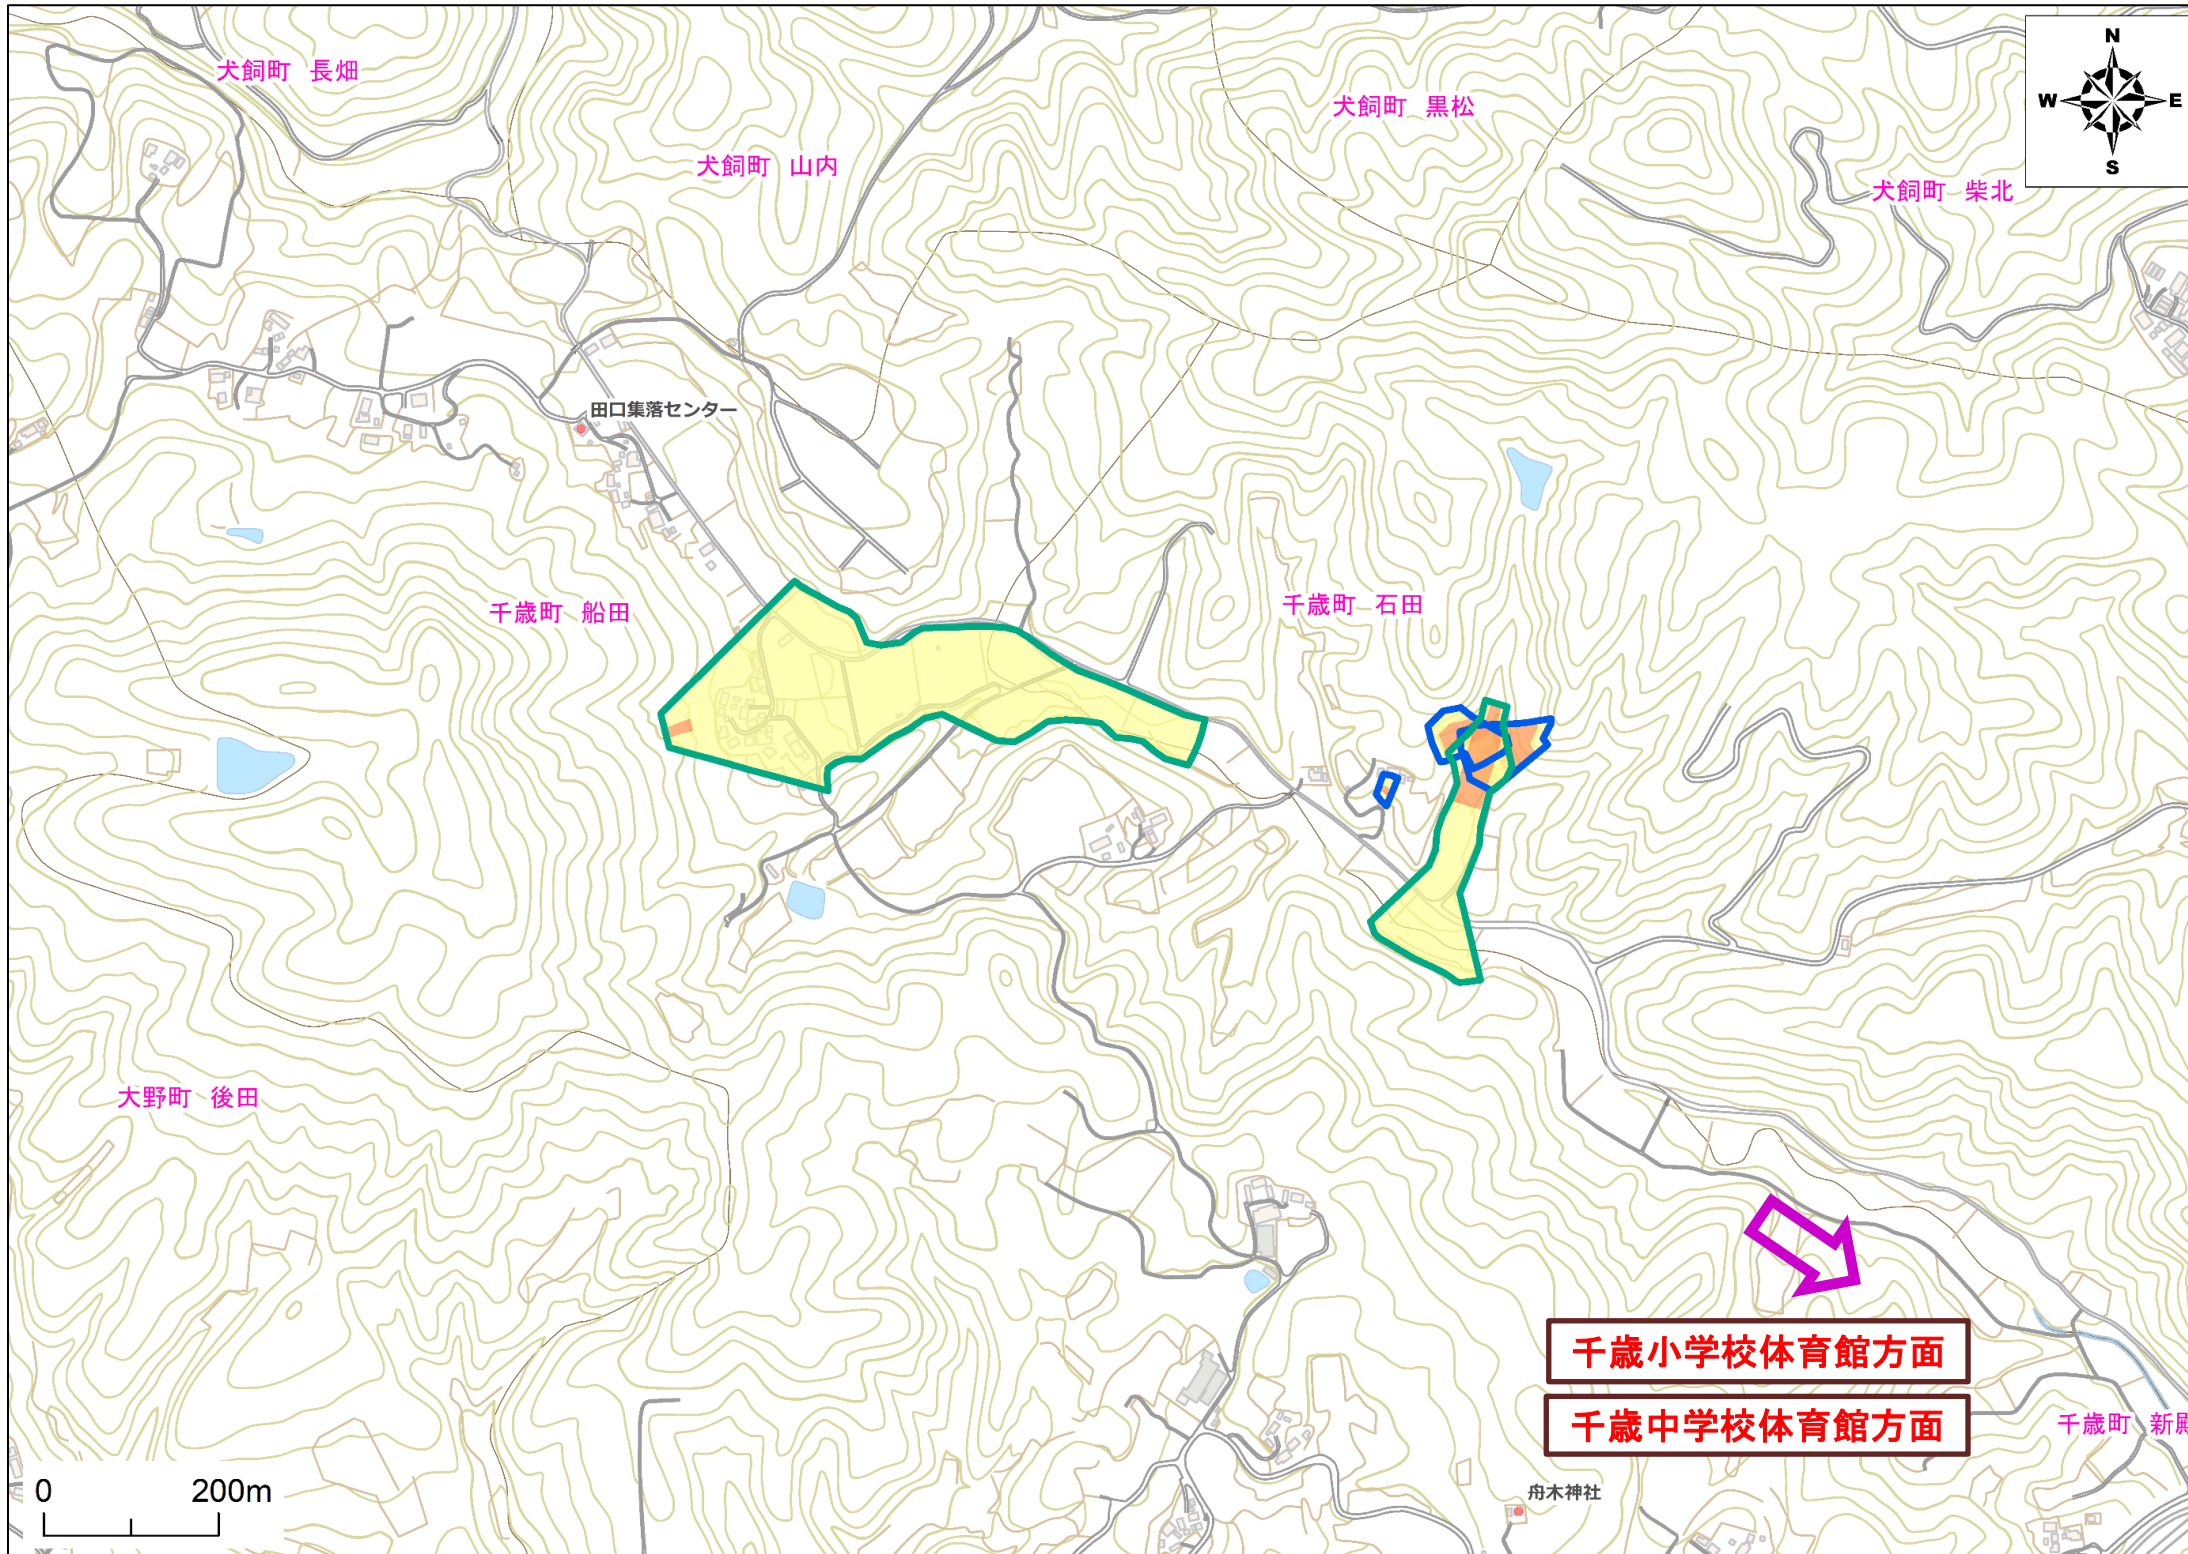 犬飼町 長畑
犬飼町 山内
犬飼町 黒松
犬飼町 柴北
N
W
E
S
田口集落センター
千歳町 船田
千歳町 石田
大野町 後田
千歳小学校体育館方面
千歳中学校体育館方面
千歳町 新殿
舟木神社
0 200m